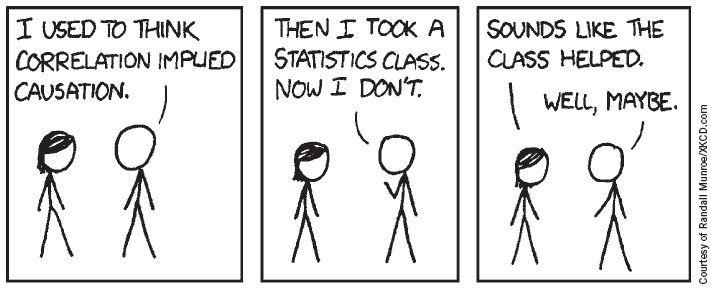 I USED TO THINK
CORRELATION IMPLIED
CAUSATION.
THEN I TOOK A
STATISTICS CLASS.
NOW I DON'T.
SOUNDS LIKE THE
CLASS HELPED.
WELL, MAYBE.
Courtesy of Randall Munroe/XKCD.com